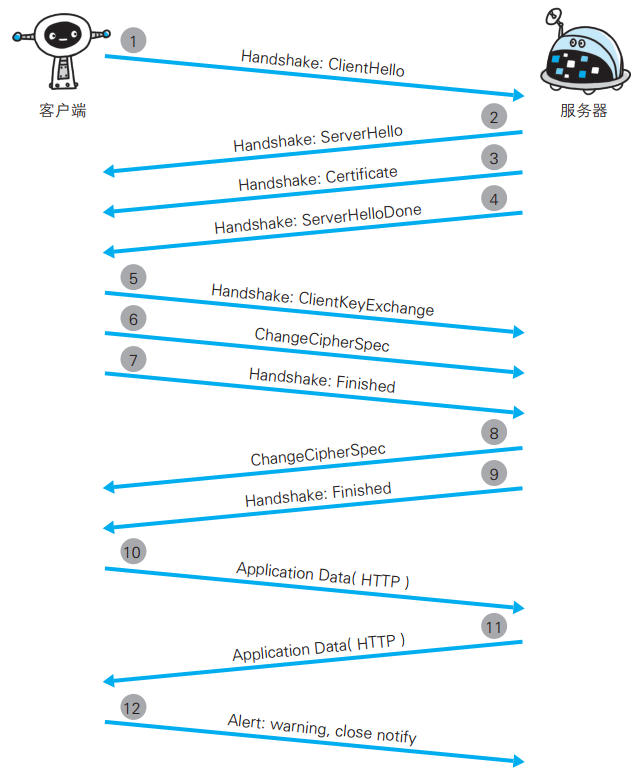 1
Handshake: ClientHello
客户端
服务器
2
Handshake: ServerHello
3
Handshake: Certificate
4
Handshake: ServerHelloDone
5
Handshake: ClientKeyExchange
6
ChangeCipherSpec
7
Handshake: Finished
8
ChangeCipherSpec
9
Handshake: Finished
10
Application Data( HTTP )
11
Application Data( HTTP )
12
Alert: warning, close notify